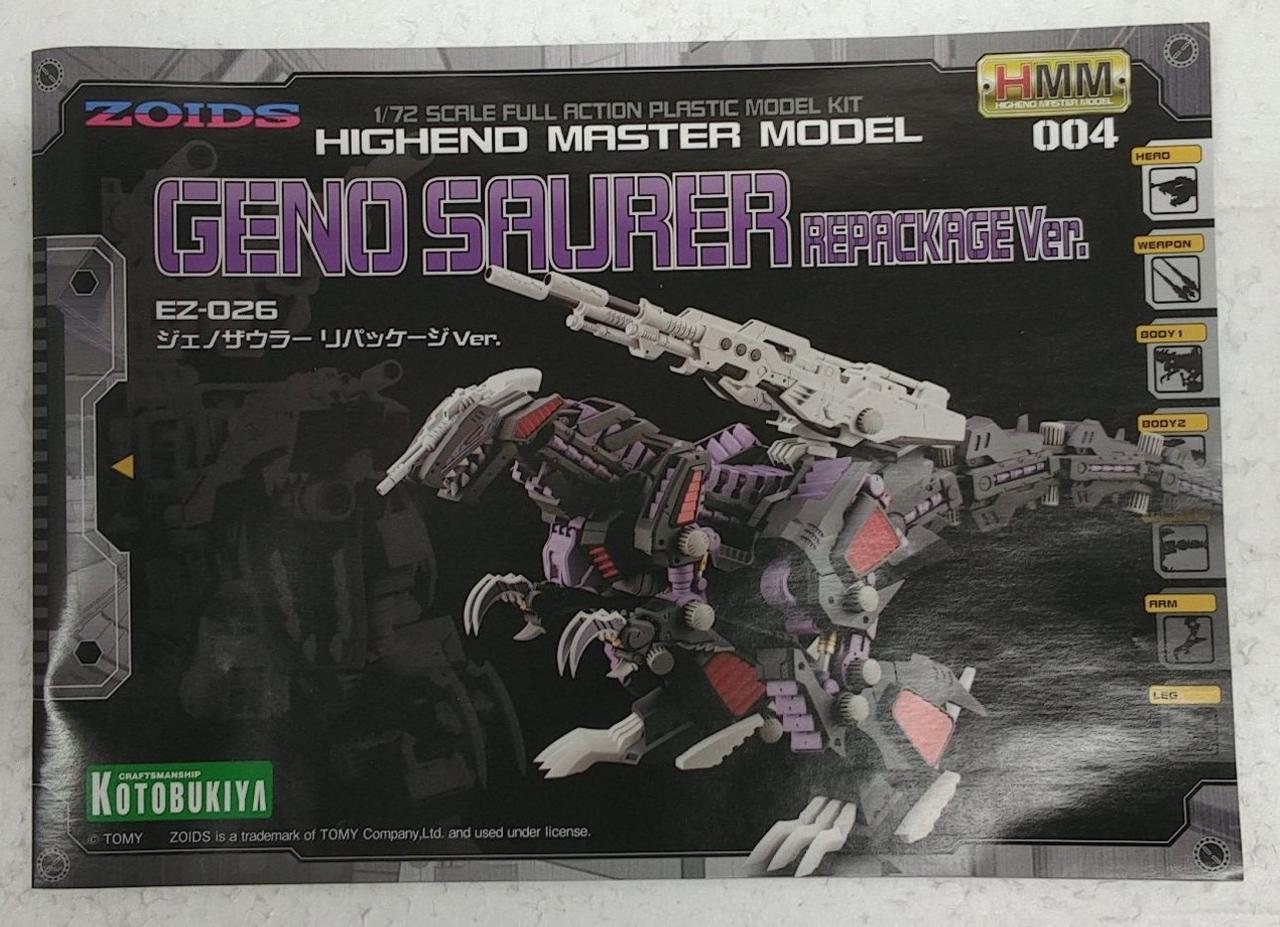 ZOIDS
1/72 SCALE FULL ACTION PLASTIC MODEL KIT
HIGHEND MASTER MODEL
HMM
HIGHEND MASTER MODEL
004
GENO SAURER REPACKAGE Ver.
EZ-026
ジェノザウラー リパッケージVer.
HEAD
WEAPON
BODY1
BODY2
ARM
LEG
CRAFTSMANSHIP
KOTOBUKIYA
© TOMY ZOIDS is a trademark of TOMY Company,Ltd. and used under license.